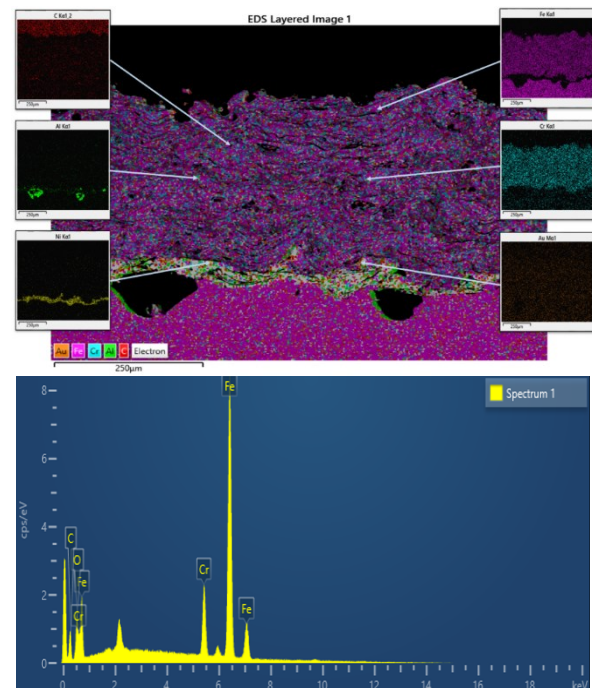 EDS Layered Image 1
C Kα1_2
250μm
Al Kα1
250μm
Ni Kα1
250μm
Fe Kα1
250μm
Cr Kα1
250μm
Au Mα1
250μm
Au Fe Cr Al C Electron
250μm
Spectrum 1
cps/eV
8
6
4
2
0
C
O
Fe
Cr
Cr
Fe
Fe
0 2 4 6 8 10 12 14 16 18 keV